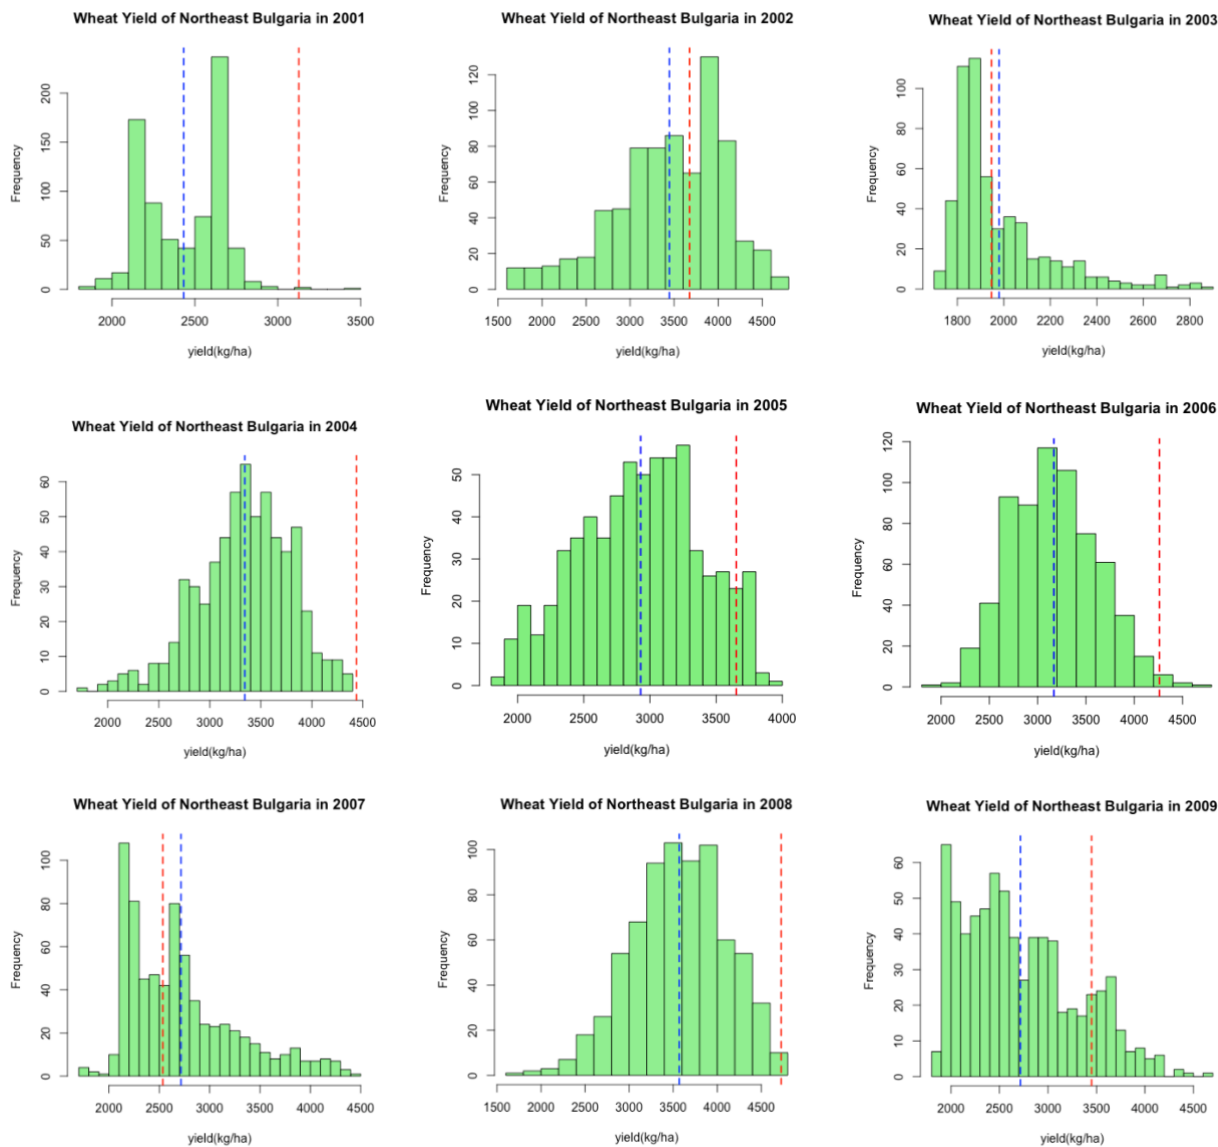 Wheat Yield of Northeast Bulgaria in 2001
Frequency
0 50 100 150 200
2000 2500 3000 3500
yield(kg/ha)
Wheat Yield of Northeast Bulgaria in 2002
Frequency
0 20 40 60 80 100 120
1500 2000 2500 3000 3500 4000 4500
yield(kg/ha)
Wheat Yield of Northeast Bulgaria in 2003
Frequency
0 20 40 60 80 100
1800 2000 2200 2400 2600 2800
yield(kg/ha)
Wheat Yield of Northeast Bulgaria in 2004
Frequency
0 10 20 30 40 50 60
2000 2500 3000 3500 4000 4500
yield(kg/ha)
Wheat Yield of Northeast Bulgaria in 2005
Frequency
0 10 20 30 40 50
2000 2500 3000 3500 4000
yield(kg/ha)
Wheat Yield of Northeast Bulgaria in 2006
Frequency
0 20 40 60 80 100 120
2000 2500 3000 3500 4000 4500
yield(kg/ha)
Wheat Yield of Northeast Bulgaria in 2007
Frequency
0 20 40 60 80 100
2000 2500 3000 3500 4000 4500
yield(kg/ha)
Wheat Yield of Northeast Bulgaria in 2008
Frequency
0 20 40 60 80 100
1500 2000 2500 3000 3500 4000 4500
yield(kg/ha)
Wheat Yield of Northeast Bulgaria in 2009
Frequency
0 10 20 30 40 50 60
2000 2500 3000 3500 4000 4500
yield(kg/ha)